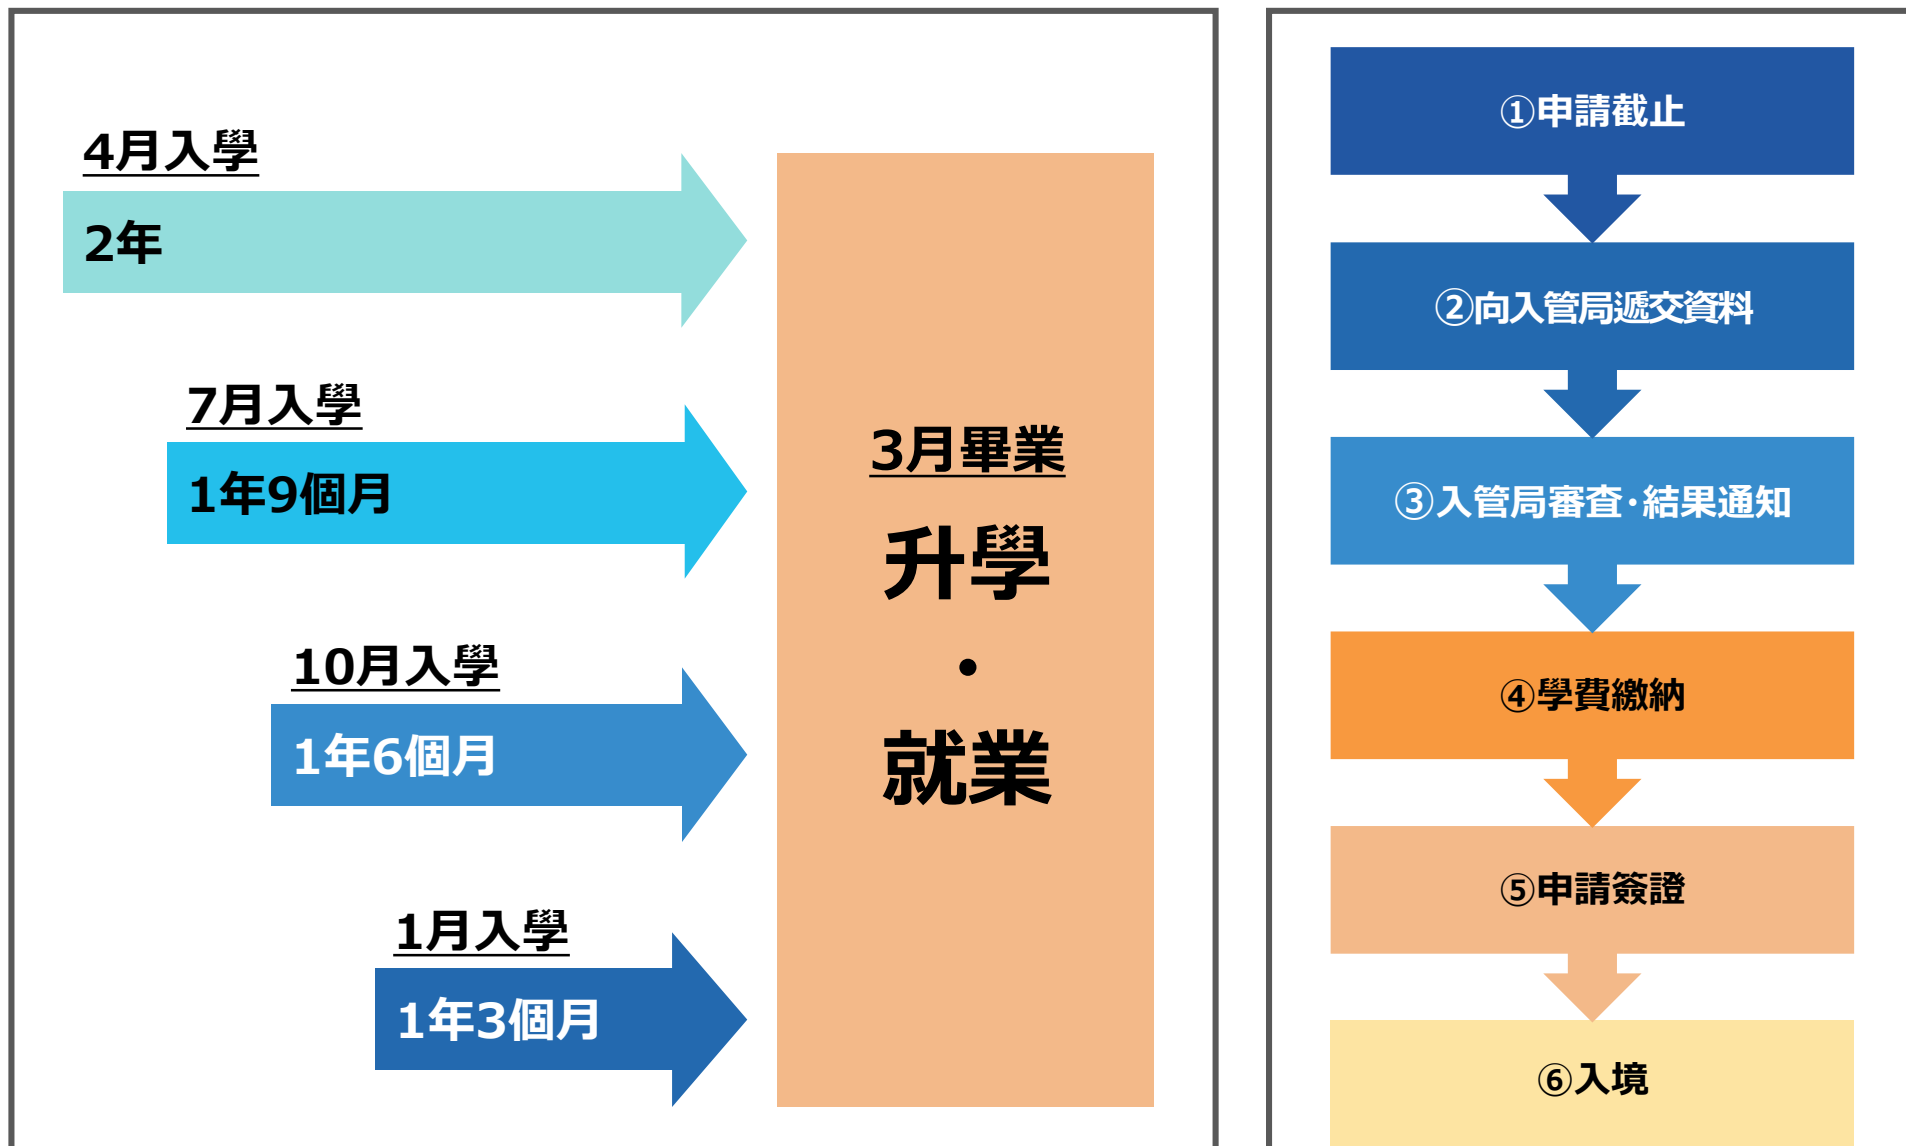 4月入學
2年
7月入學
1年9個月
10月入學
1年6個月
1月入學
1年3個月
3月畢業
升學
・
就業
①申請截止
②向入管局遞交資料
③入管局審查･結果通知
④學費繳納
⑤申請簽證
⑥入境